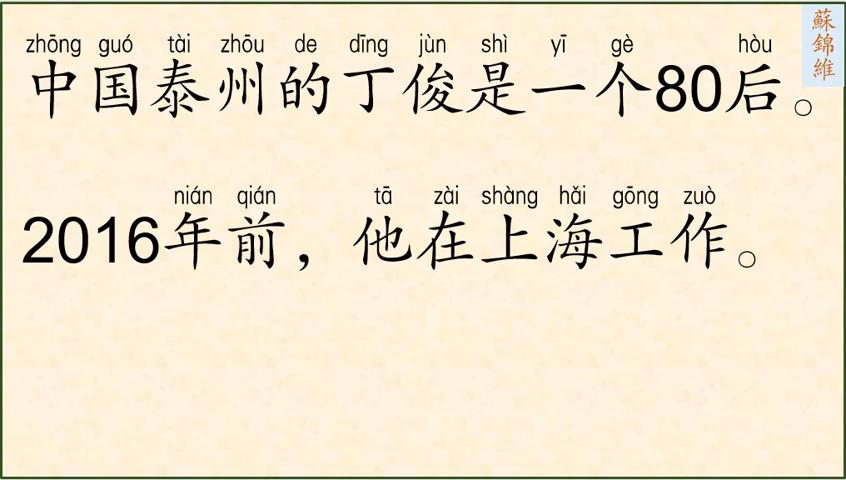 zhōng guó tài zhōu de dīng jùn shì yī gè hòu
中国泰州的丁俊是一个80后。
nián qián tā zài shàng hǎi gōng zuò
2016年前，他在上海工作。
蘇錦維